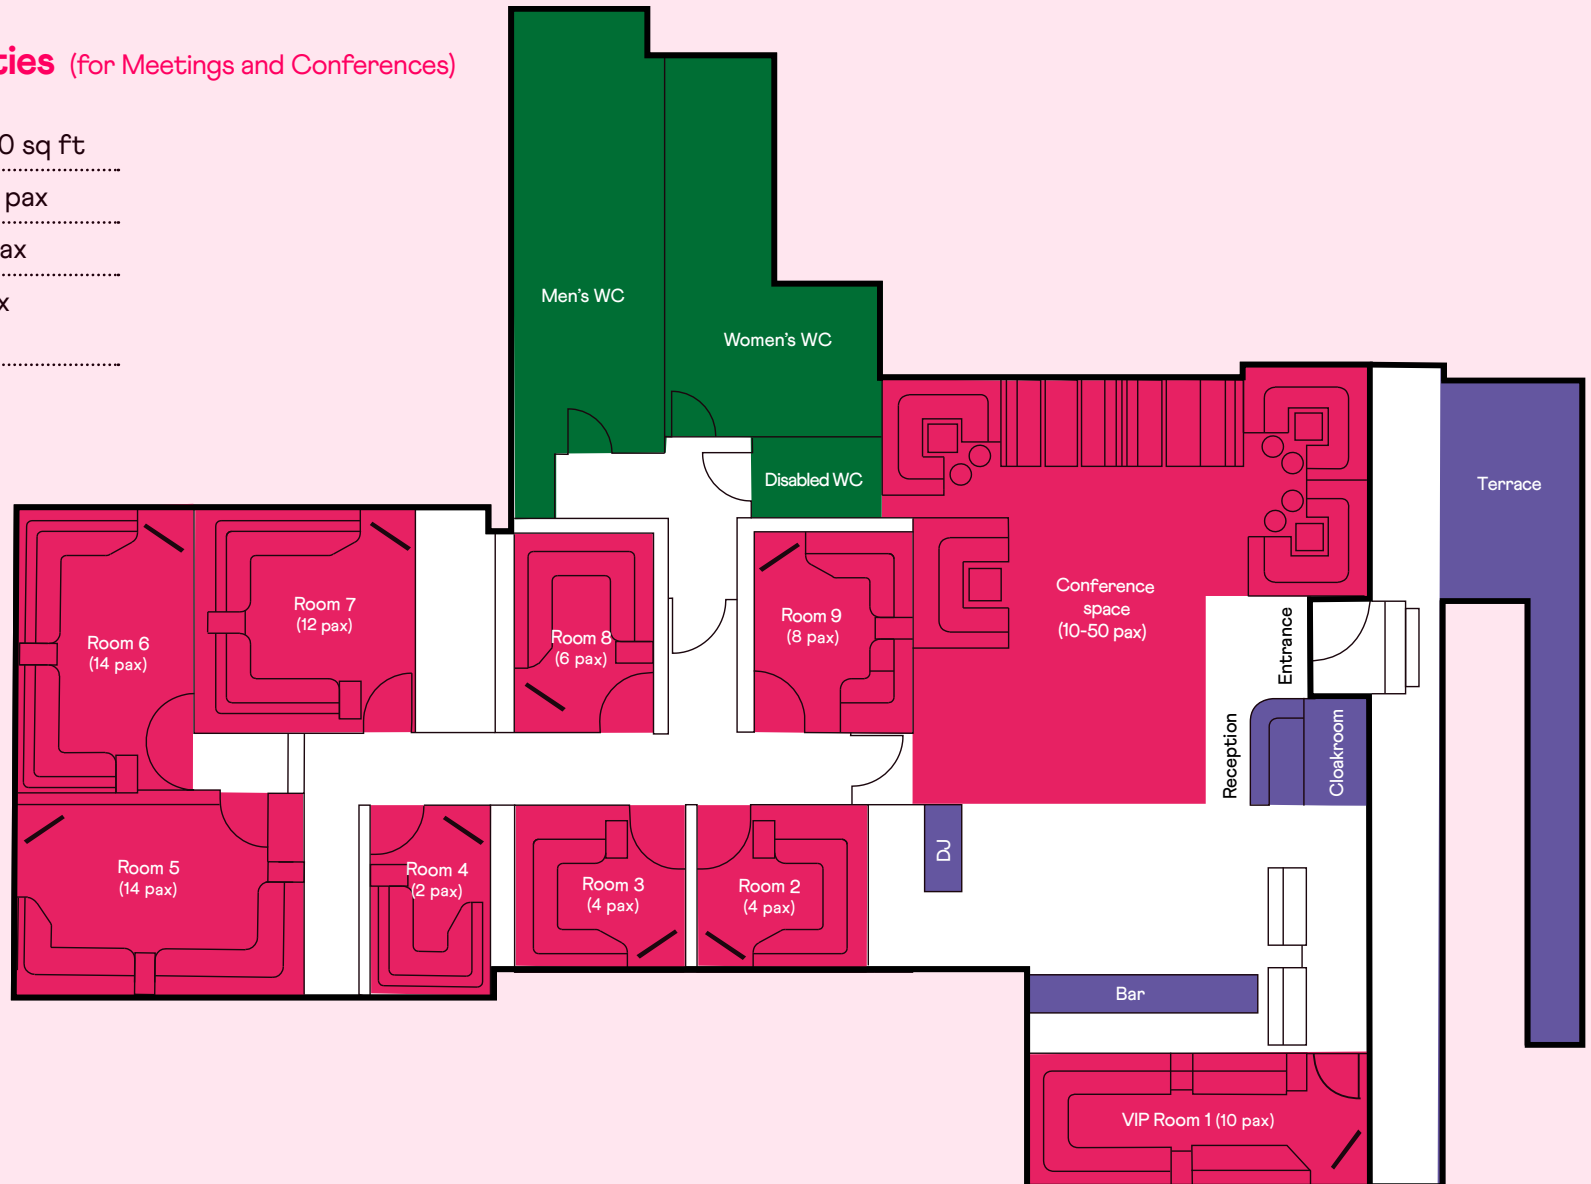 ties (for Meetings and Conferences)
0 sq ft
pax
ax
x
Men's WC
Women's WC
Disabled WC
Terrace
Room 6
(14 pax)
Room 7
(12 pax)
Room 8
(6 pax)
Room 9
(8 pax)
Conference
space
(10-50 pax)
Entrance
Reception
Cloakroom
Room 5
(14 pax)
Room 4
(2 pax)
Room 3
(4 pax)
Room 2
(4 pax)
DJ
Bar
VIP Room 1 (10 pax)